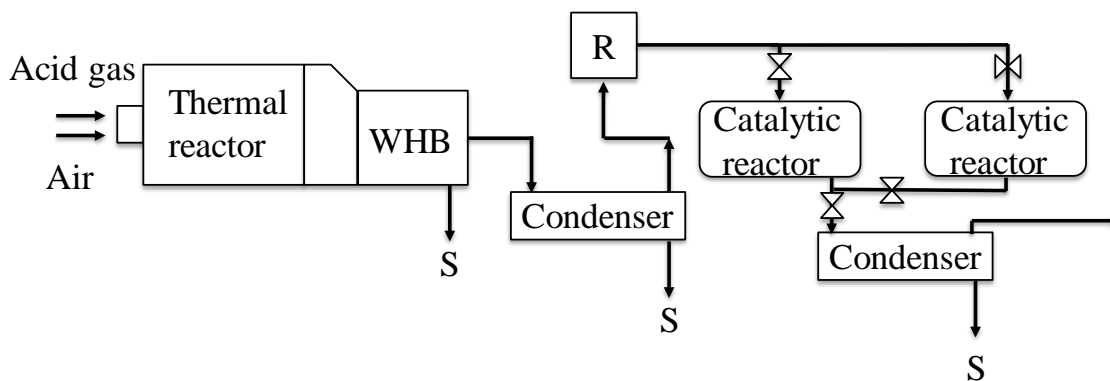 Acid gas
Air
Thermal
reactor
WHB
S
Condenser
S
R
Catalytic
reactor
Catalytic
reactor
Condenser
S